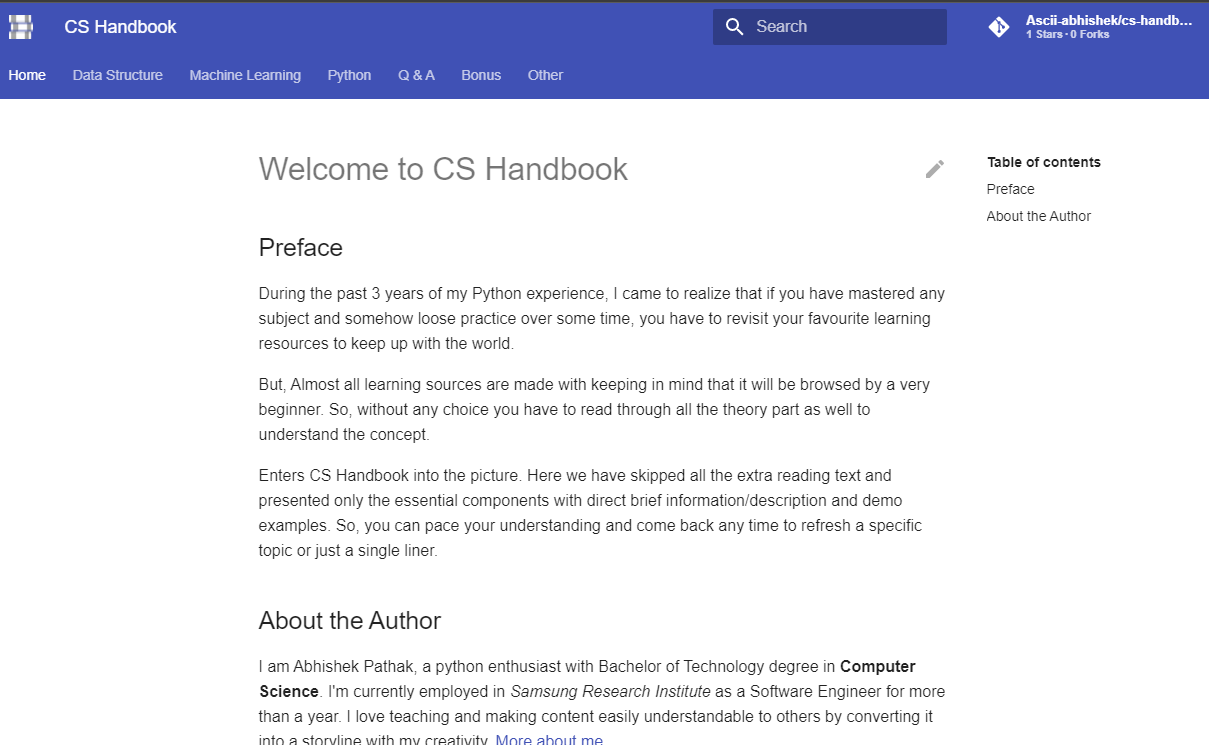 CS Handbook
Search
Ascii-abhishek/cs-handb...
1 Stars · 0 Forks
Home Data Structure Machine Learning Python Q & A Bonus Other
Welcome to CS Handbook
Table of contents
Preface
About the Author
Preface
During the past 3 years of my Python experience, I came to realize that if you have mastered any
subject and somehow loose practice over some time, you have to revisit your favourite learning
resources to keep up with the world.
But, Almost all learning sources are made with keeping in mind that it will be browsed by a very
beginner. So, without any choice you have to read through all the theory part as well to
understand the concept.
Enters CS Handbook into the picture. Here we have skipped all the extra reading text and
presented only the essential components with direct brief information/description and demo
examples. So, you can pace your understanding and come back any time to refresh a specific
topic or just a single liner.
About the Author
I am Abhishek Pathak, a python enthusiast with Bachelor of Technology degree in Computer
Science. I'm currently employed in Samsung Research Institute as a Software Engineer for more
than a year. I love teaching and making content easily understandable to others by converting it
into a storyline with my creativity. More about me